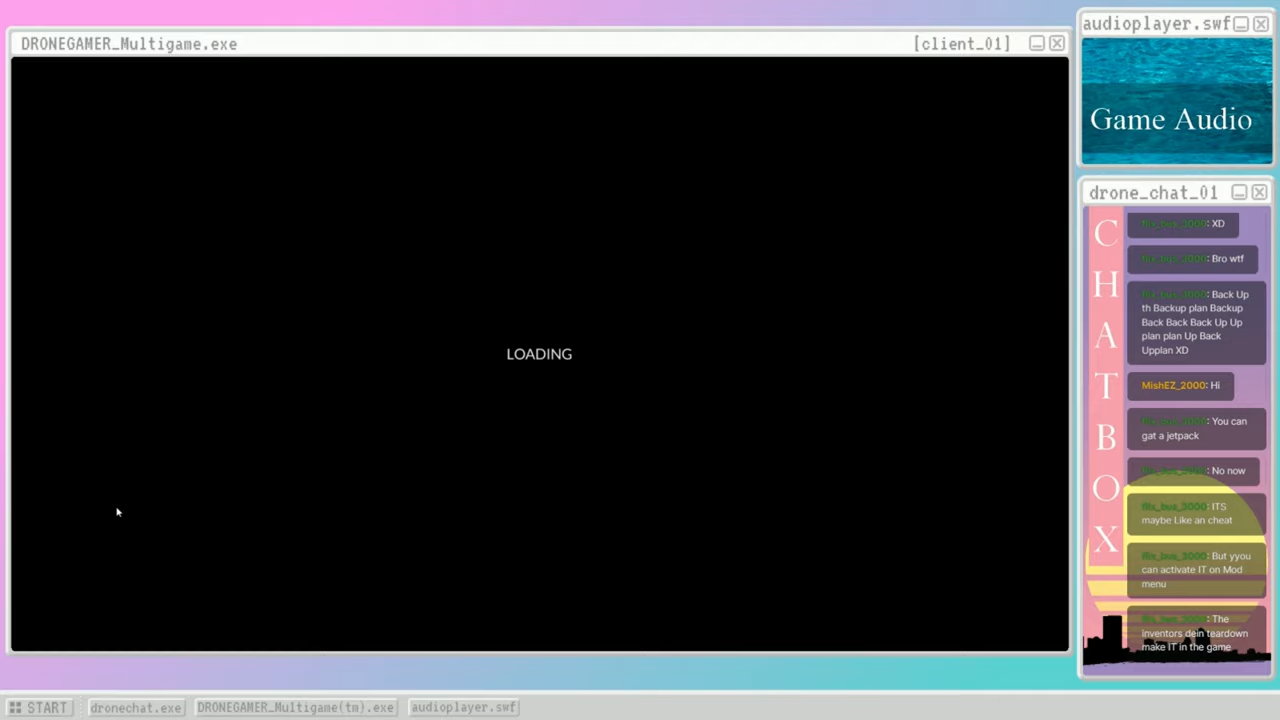 DRONEGAMER_Multigame.exe
[client_01]
LOADING
audioplayer.swf
Game Audio
drone_chat_01
CHATBOX
: XD
: Bro wtf
: Back Up
th Backup plan Backup
Back Back Back Up Up
plan plan Up Back
Upplan XD
MishEZ_2000: Hi
: You can
gat a jetpack
: No now
: ITS
maybe Like an cheat
: But yyou
can activate IT on Mod
menu
: The
inventors dein teardown
make IT in the game
START
dronechat.exe
DRONEGAMER_Multigame(tm).exe
audioplayer.swf